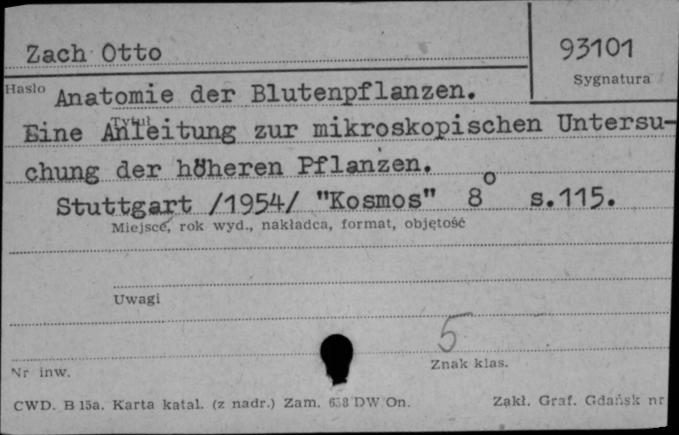 Zach Otto
93101
Hasło
Sygnatura
Anatomie der Blutenpflanzen.
Tytuł
Eine Anleitung zur mikroskopischen Untersu-
chung der höheren Pflanzen.
Stuttgart /1954/ "Kosmos" 8° s.115.
Miejsce, rok wyd., nakładca, format, objętość
Uwagi
5
Nr inw.
Znak klas.
CWD. B 15a. Karta katal. (z nadr.) Zam. 638 DW On.
Zakł. Graf. Gdańsk nr